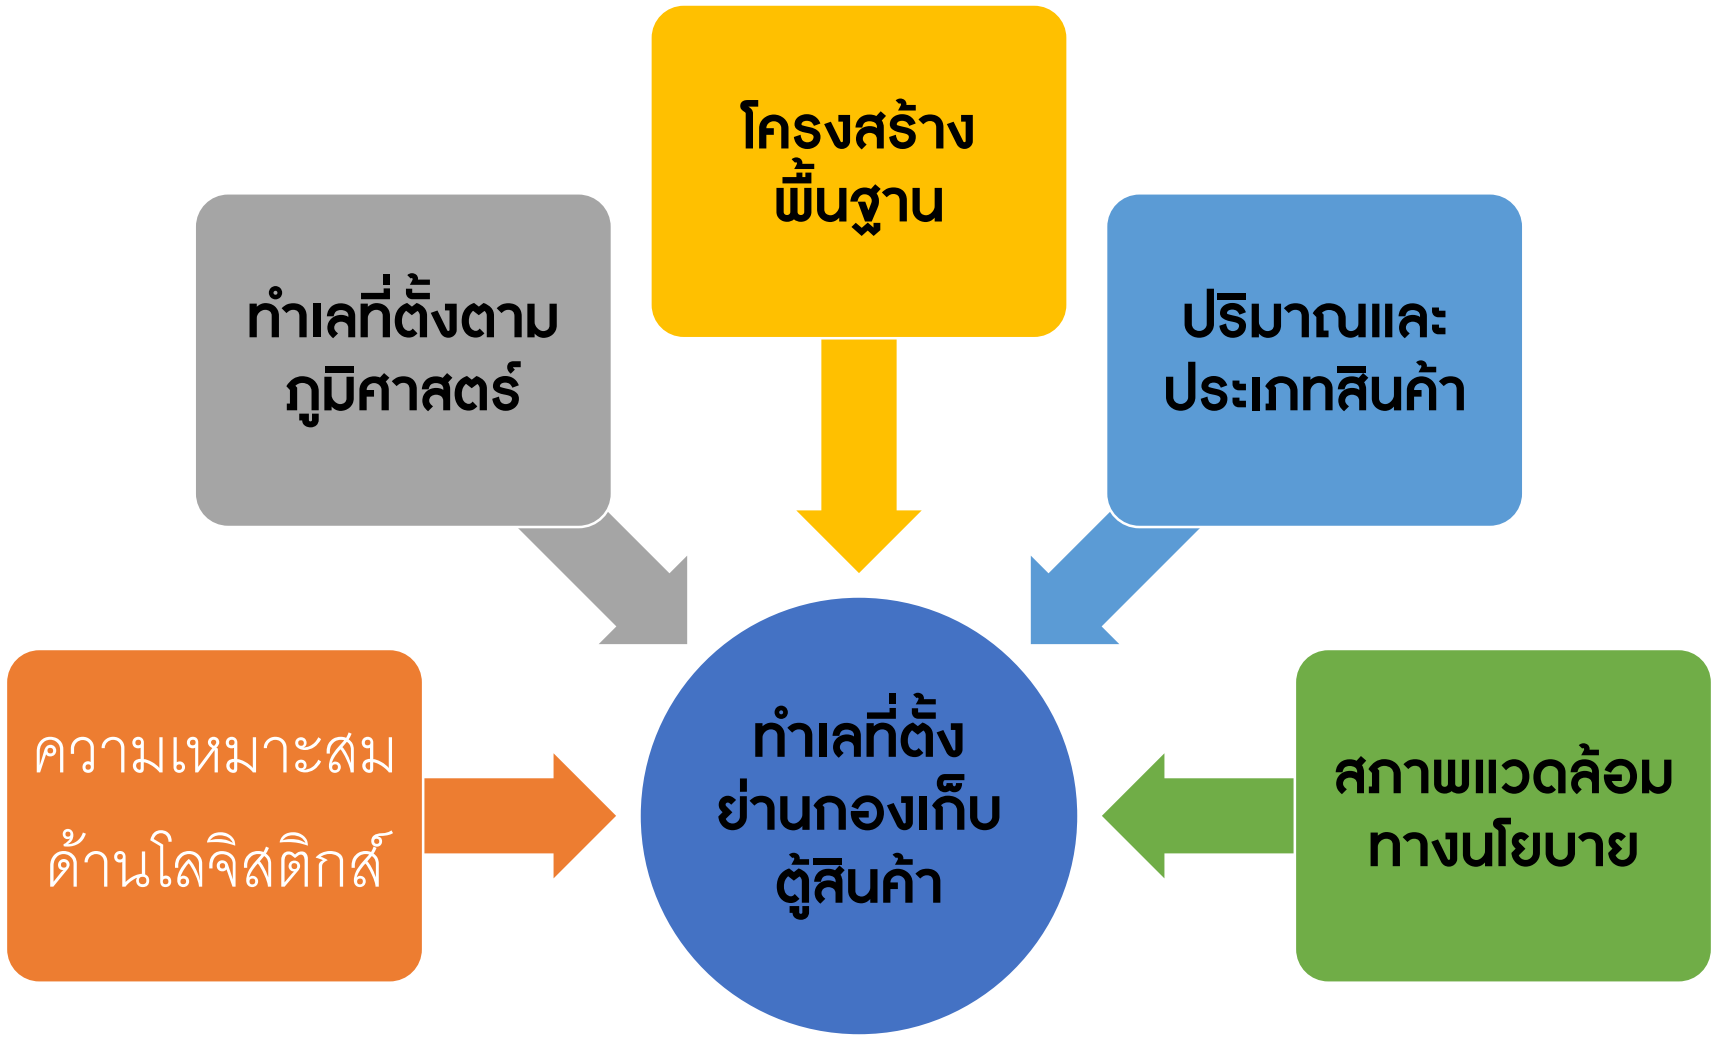 โครงสร้าง
พื้นฐาน
ทำเลที่ตั้งตาม
ภูมิศาสตร์
ปริมาณและ
ประเภทสินค้า
ความเหมาะสม
ด้านโลจิสติกส์
ทำเลที่ตั้ง
ย่านกองเก็บ
ตู้สินค้า
สภาพแวดล้อม
ทางนโยบาย